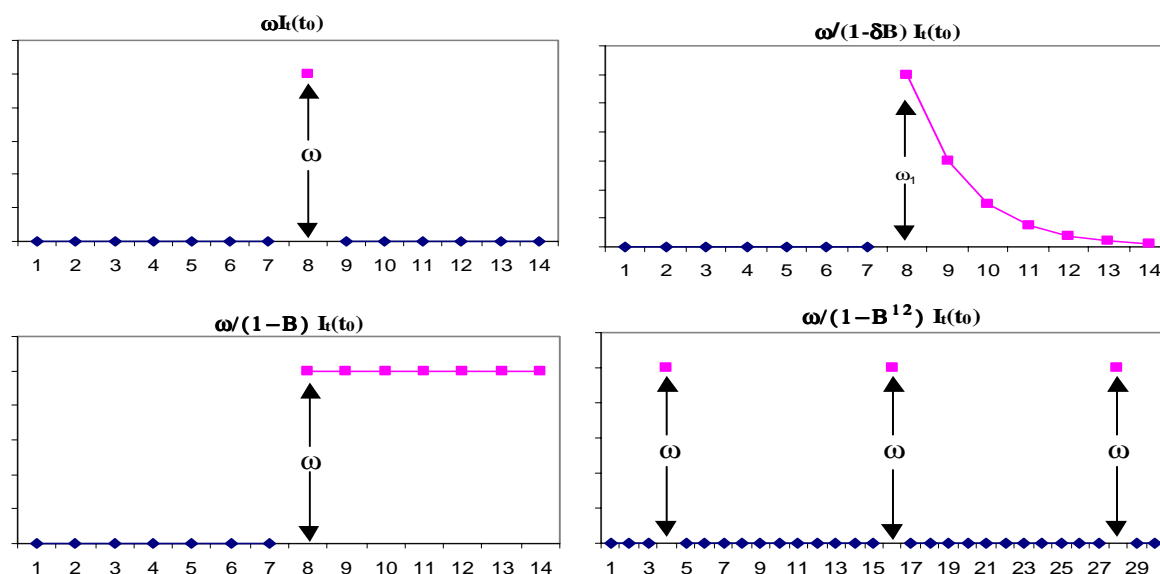 ωIₜ(t₀)
ω
1 2 3 4 5 6 7 8 9 10 11 12 13 14
ω/(1-δB) Iₜ(t₀)
ω₁
1 2 3 4 5 6 7 8 9 10 11 12 13 14
ω/(1−B) Iₜ(t₀)
ω
1 2 3 4 5 6 7 8 9 10 11 12 13 14
ω/(1−B¹²) Iₜ(t₀)
ω ω ω
1 3 5 7 9 11 13 15 17 19 21 23 25 27 29